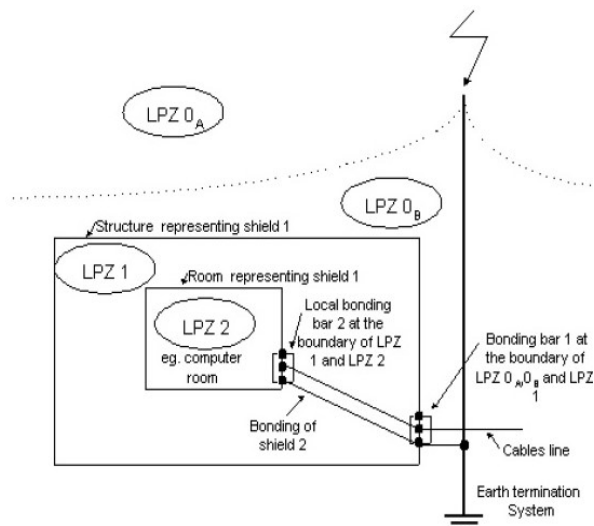 LPZ 0A
LPZ 0B
Structure representing shield 1
LPZ 1
Room representing shield 1
LPZ 2
eg. computer
room
Local bonding
bar 2 at the
boundary of LPZ
1 and LPZ 2
Bonding of
shield 2
Bonding bar 1 at
the boundary of
LPZ 0A,0B and LPZ
1
Cables line
Earth termination
System